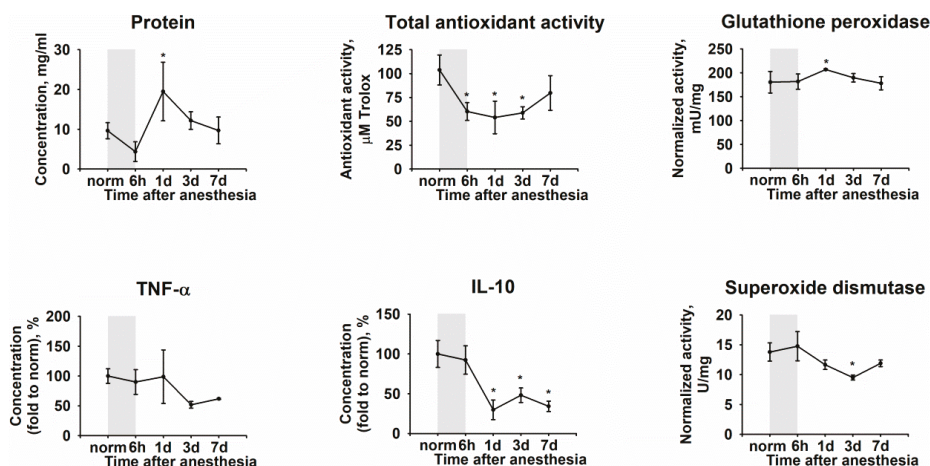 Protein
Concentration, mg/ml
30
20
10
0
*
norm 6h 1d 3d 7d
Time after anesthesia
Total antioxidant activity
Antioxidant activity,
μM Trolox
125
100
75
50
25
0
* * *
norm 6h 1d 3d 7d
Time after anesthesia
Glutathione peroxidase
Normalized activity,
mU/mg
250
200
150
100
50
0
*
norm 6h 1d 3d 7d
Time after anesthesia
TNF-α
Concentration
(fold to norm), %
200
150
100
50
0
norm 6h 1d 3d 7d
Time after anesthesia
IL-10
Concentration
(fold to norm), %
150
100
50
0
* * *
norm 6h 1d 3d 7d
Time after anesthesia
Superoxide dismutase
Normalized activity,
U/mg
20
15
10
5
0
*
norm 6h 1d 3d 7d
Time after anesthesia